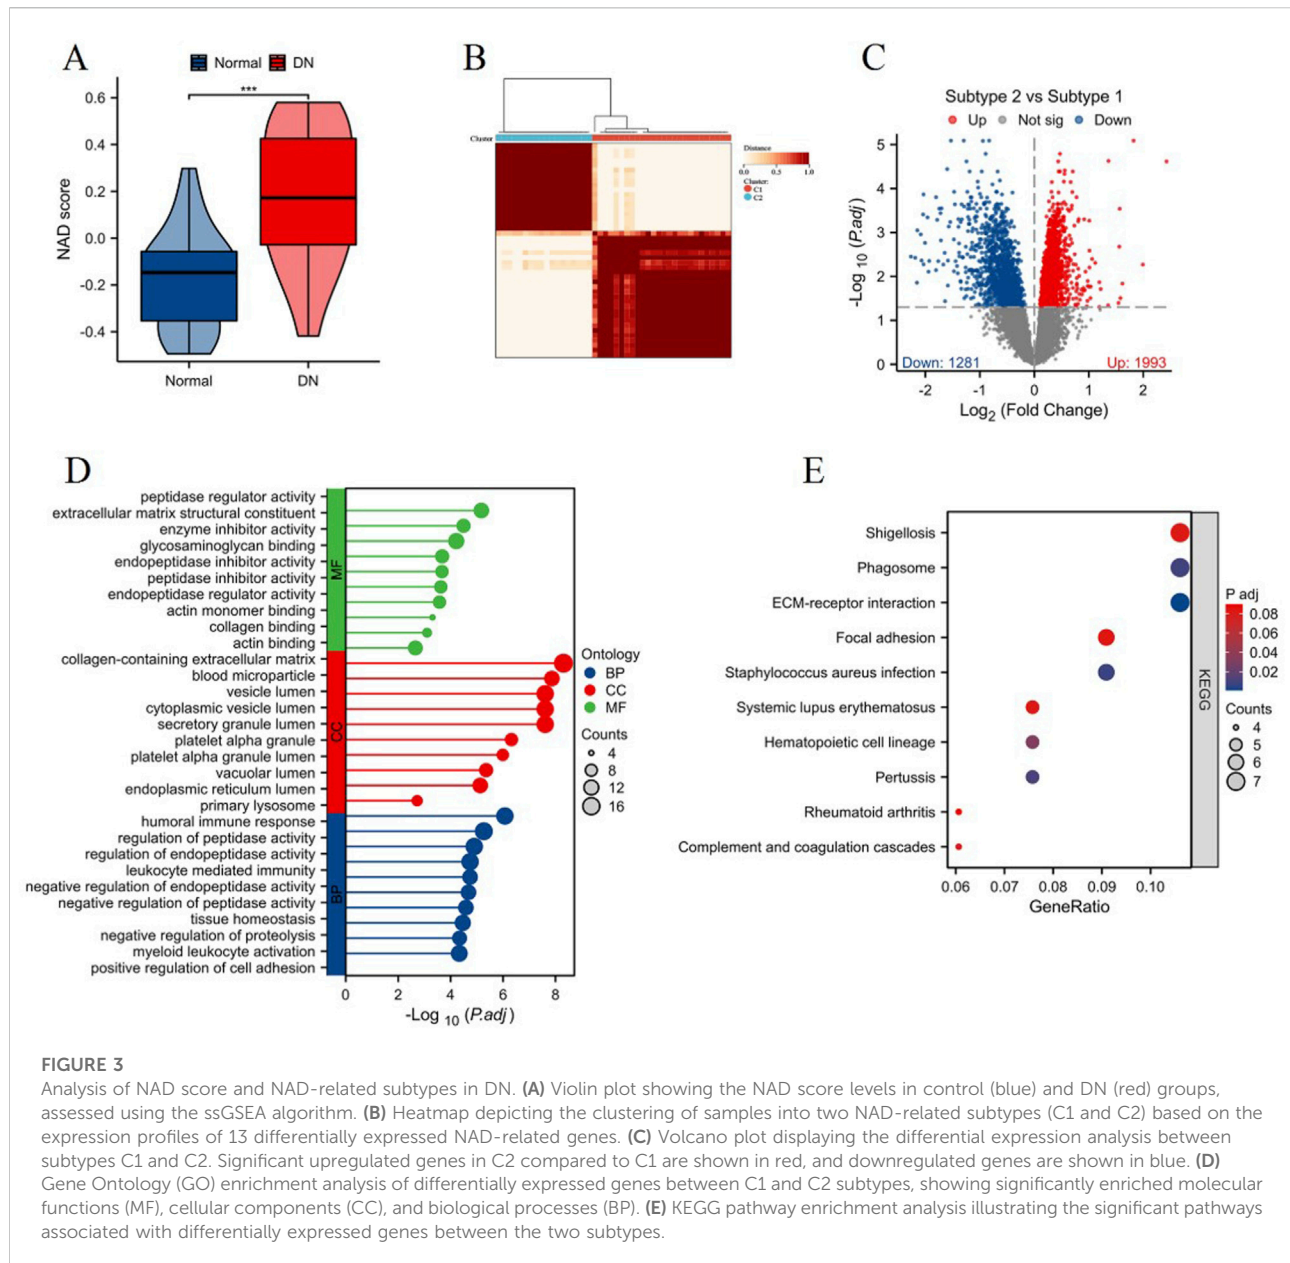 A
Normal DN
***
NAD score
0.6
0.4
0.2
0.0
-0.2
-0.4
Normal DN
B
Cluster
Distance
0.0 0.5 1.0
Cluster:
C1
C2
C
Subtype 2 vs Subtype 1
Up Not sig Down
-Log 10 (P.adj)
5
4
3
2
1
0
Down: 1281 Up: 1993
-2 -1 0 1 2
Log2 (Fold Change)
D
peptidase regulator activity
extracellular matrix structural constituent
enzyme inhibitor activity
glycosaminoglycan binding
endopeptidase inhibitor activity
peptidase inhibitor activity
endopeptidase regulator activity
actin monomer binding
collagen binding
actin binding
collagen-containing extracellular matrix
blood microparticle
vesicle lumen
cytoplasmic vesicle lumen
secretory granule lumen
platelet alpha granule
platelet alpha granule lumen
vacuolar lumen
endoplasmic reticulum lumen
primary lysosome
humoral immune response
regulation of peptidase activity
regulation of endopeptidase activity
leukocyte mediated immunity
negative regulation of endopeptidase activity
negative regulation of peptidase activity
tissue homeostasis
negative regulation of proteolysis
myeloid leukocyte activation
positive regulation of cell adhesion
MF
CC
BP
0 2 4 6 8
-Log 10 (P.adj)
Ontology
BP
CC
MF
Counts
4
8
12
16
E
Shigellosis
Phagosome
ECM-receptor interaction
Focal adhesion
Staphylococcus aureus infection
Systemic lupus erythematosus
Hematopoietic cell lineage
Pertussis
Rheumatoid arthritis
Complement and coagulation cascades
0.06 0.07 0.08 0.09 0.10
GeneRatio
KEGG
P adj
0.08
0.06
0.04
0.02
Counts
4
5
6
7
FIGURE 3
Analysis of NAD score and NAD-related subtypes in DN. (A) Violin plot showing the NAD score levels in control (blue) and DN (red) groups,
assessed using the ssGSEA algorithm. (B) Heatmap depicting the clustering of samples into two NAD-related subtypes (C1 and C2) based on the
expression profiles of 13 differentially expressed NAD-related genes. (C) Volcano plot displaying the differential expression analysis between
subtypes C1 and C2. Significant upregulated genes in C2 compared to C1 are shown in red, and downregulated genes are shown in blue. (D)
Gene Ontology (GO) enrichment analysis of differentially expressed genes between C1 and C2 subtypes, showing significantly enriched molecular
functions (MF), cellular components (CC), and biological processes (BP). (E) KEGG pathway enrichment analysis illustrating the significant pathways
associated with differentially expressed genes between the two subtypes.